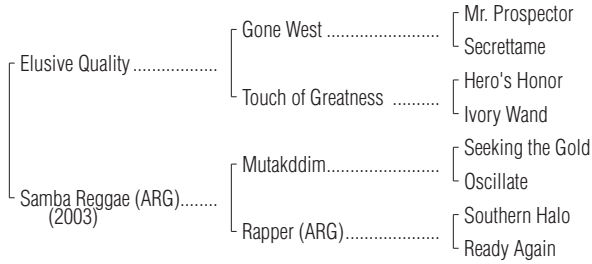 Mr. Prospector
Gone West ........................
Secrettame
Elusive Quality ..................
Hero's Honor
Touch of Greatness ..........
Ivory Wand
Seeking the Gold
Mutakddim........................
Oscillate
Samba Reggae (ARG)........
(2003)
Southern Halo
Rapper (ARG)....................
Ready Again